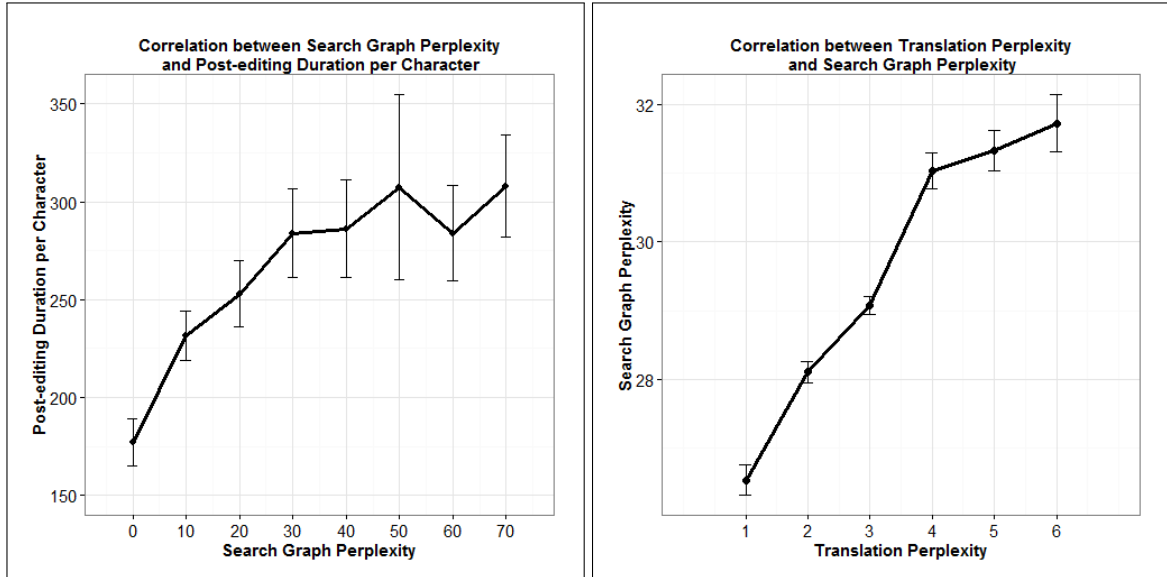 Correlation between Search Graph Perplexity
and Post-editing Duration per Character
Post-editing Duration per Character
350
300
250
200
150
0 10 20 30 40 50 60 70
Search Graph Perplexity
Correlation between Translation Perplexity
and Search Graph Perplexity
Search Graph Perplexity
32
30
28
1 2 3 4 5 6
Translation Perplexity